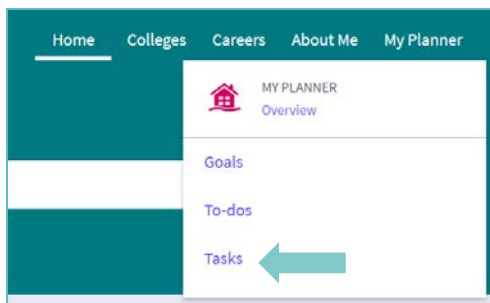 Home Colleges Careers About Me My Planner
MY PLANNER
Overview
Goals
To-dos
Tasks